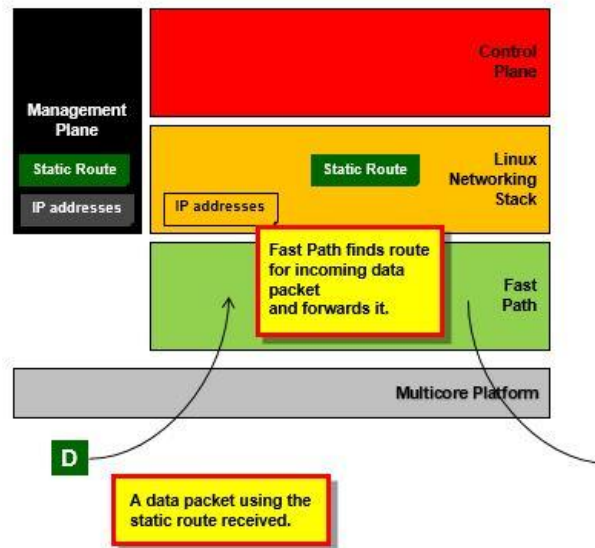 Control
Plane
Management
Plane
Static Route
IP addresses
Static Route
Linux
Networking
Stack
IP addresses
Fast Path finds route
for incoming data
packet
and forwards it.
Fast
Path
Multicore Platform
D
A data packet using the
static route received.